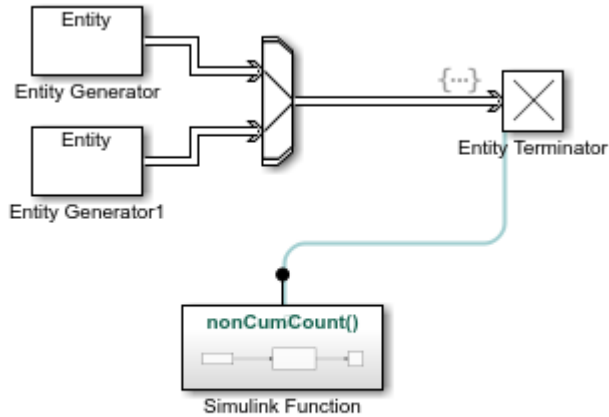 Entity
Entity Generator
Entity
Entity Generator1
{...}
Entity Terminator
nonCumCount()
Simulink Function